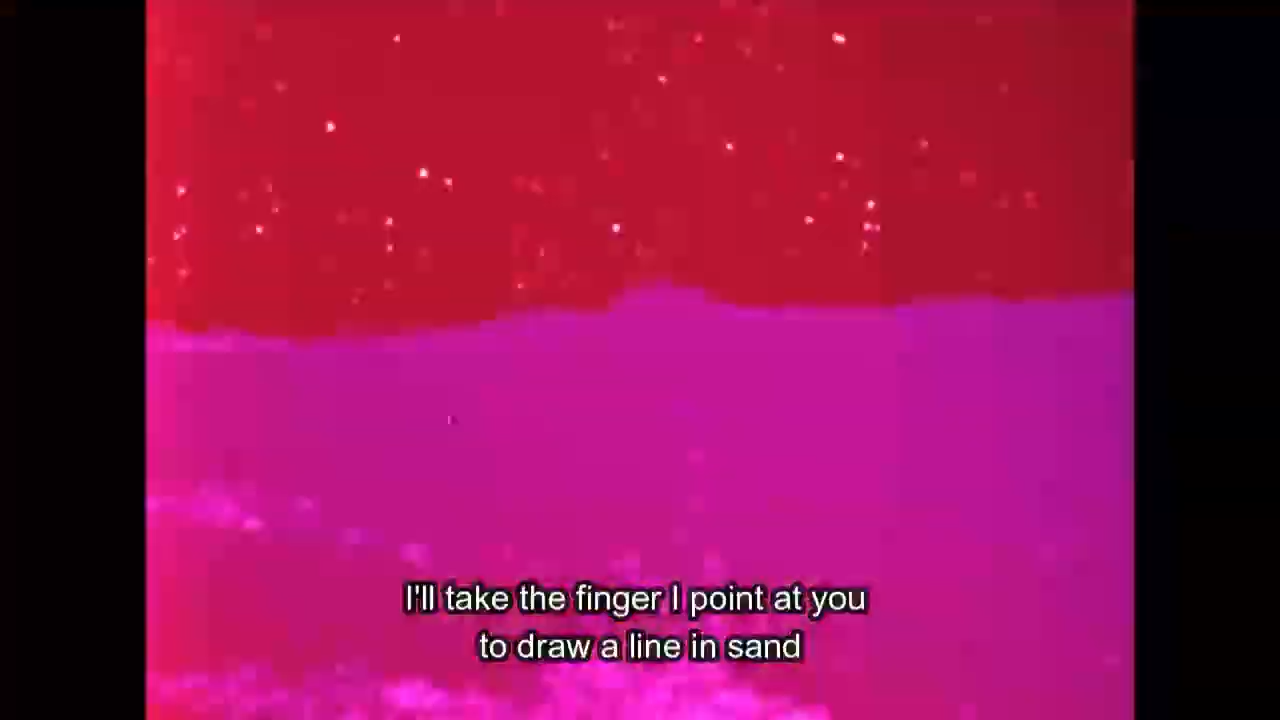 I'll take the finger I point at you
to draw a line in sand